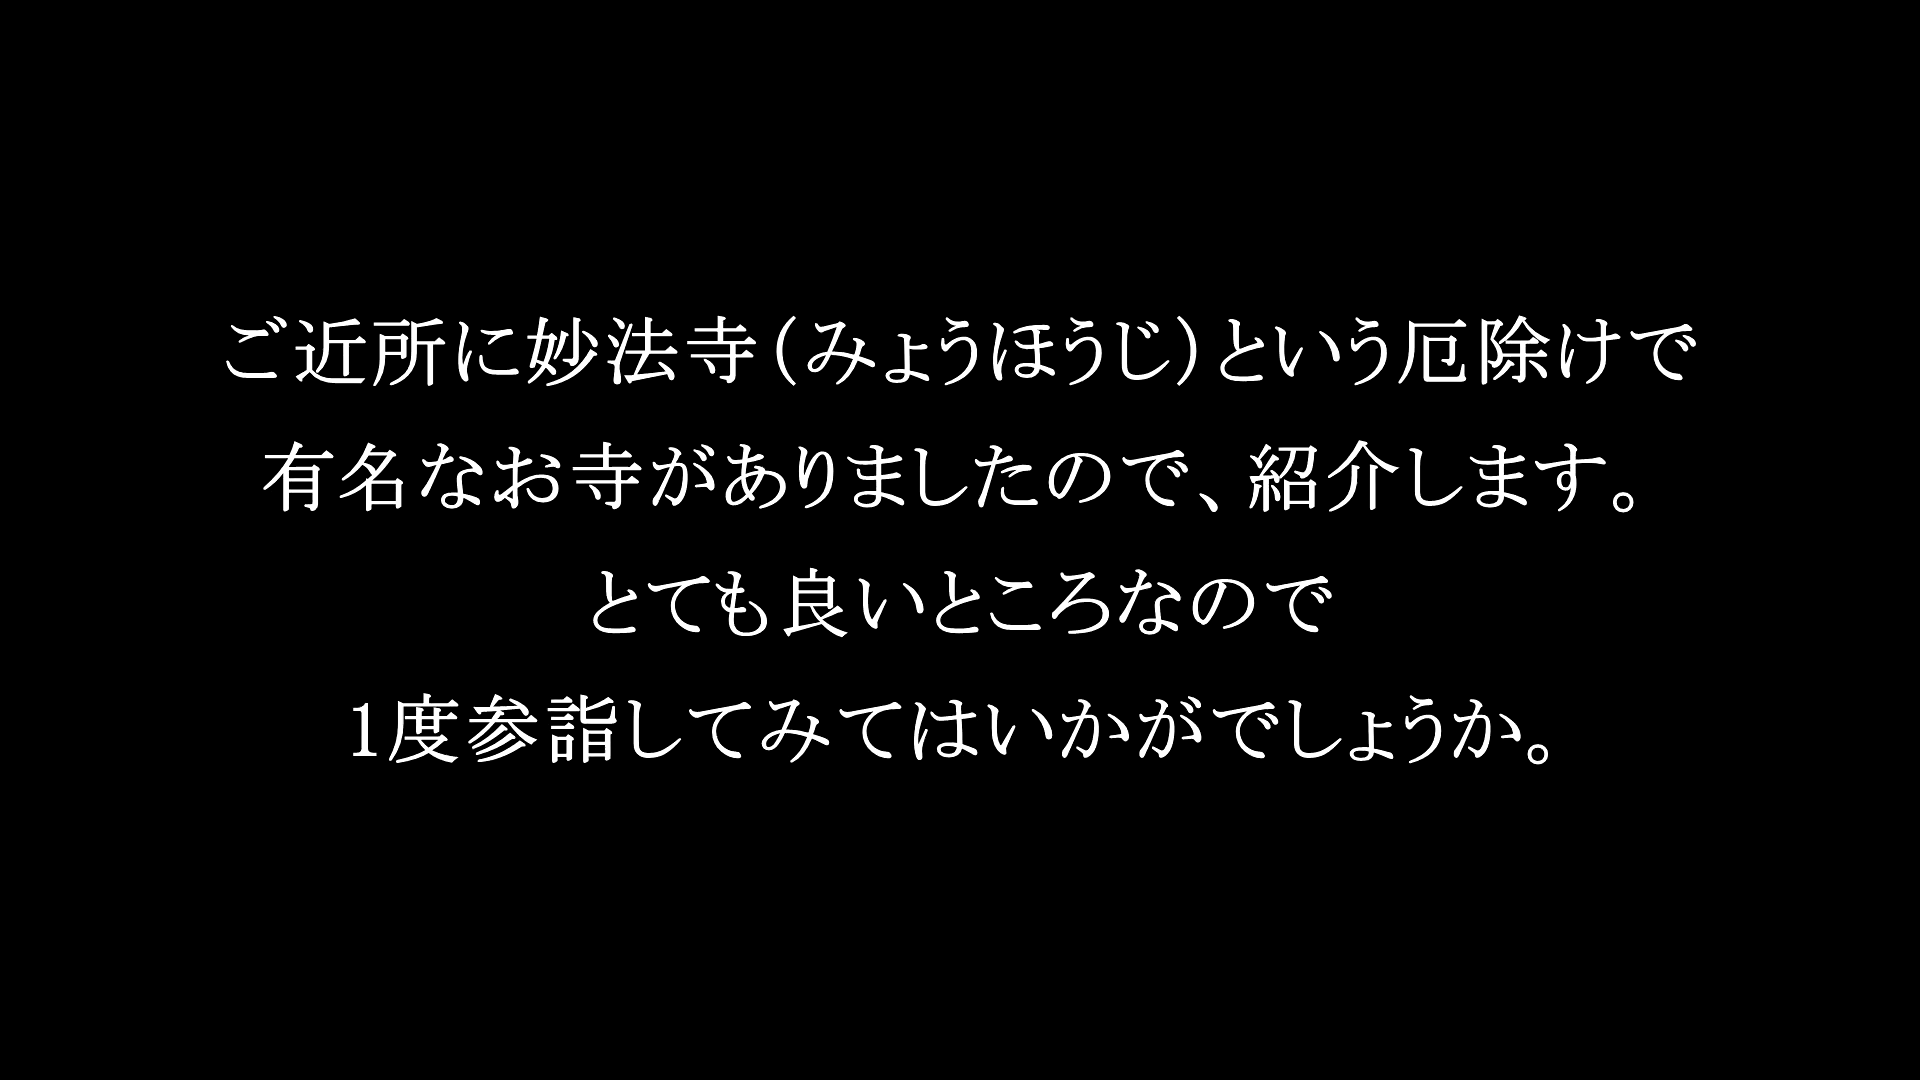 ご近所に妙法寺（みょうほうじ）という厄除けで
有名なお寺がありましたので、紹介します。
とても良いところなので
1度参詣してみてはいかがでしょうか。